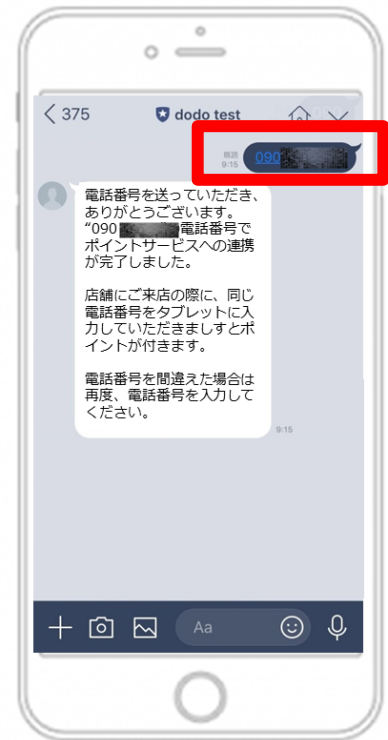 375
dodo test
既読
9:15
090
電話番号を送っていただき、
ありがとうございます。
“090 電話番号で
ポイントサービスへの連携
が完了しました。
店舗にご来店の際に、同じ
電話番号をタブレットに入
力していただきますとポ
イントが付きます。
電話番号を間違えた場合は
再度、電話番号を入力して
ください。
9:15
Aa